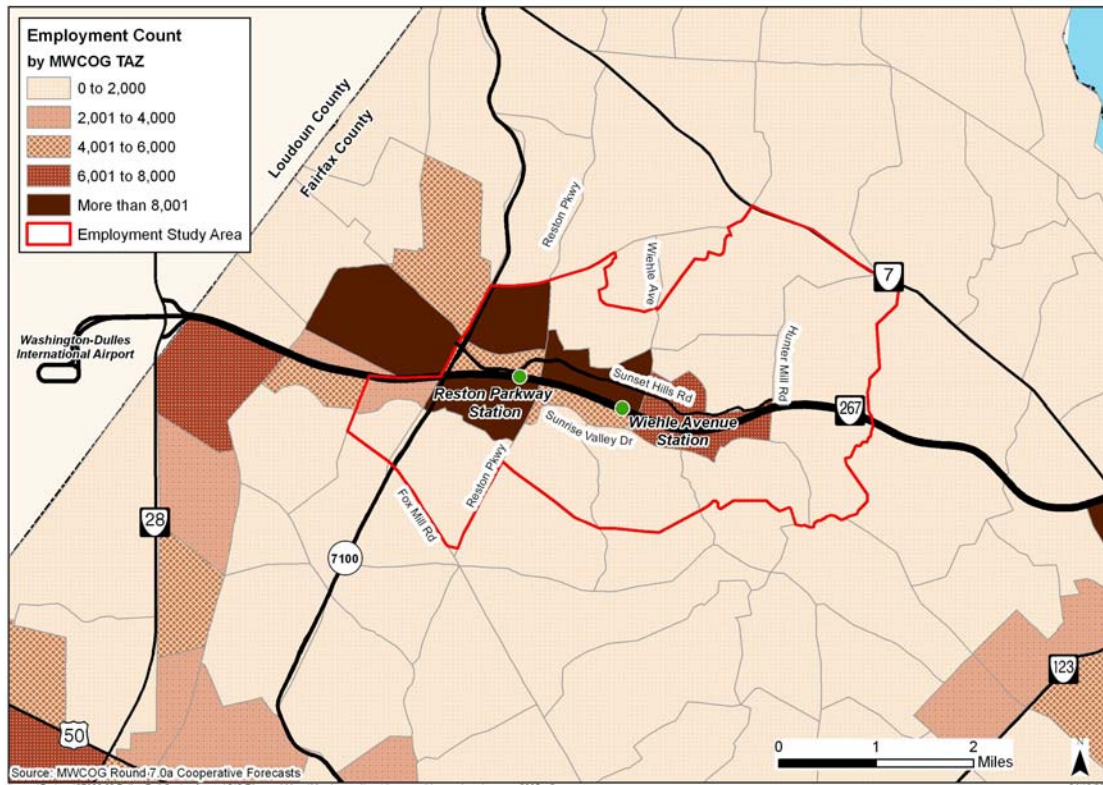 Employment Count
by MWCOG TAZ
0 to 2,000
2,001 to 4,000
4,001 to 6,000
6,001 to 8,000
More than 8,001
Employment Study Area
Loudoun County
Fairfax County
Reston Pkwy
Wiehle Ave
7
Washington-Dulles
International Airport
Hunter Mill Rd
Sunset Hills Rd
Reston Parkway
Station
267
Wiehle Avenue
Station
Sunrise Valley Dr
Reston Pkwy
Fox Mill Rd
28
7100
123
50
0 1 2
Miles
N
Source: MWCOG Round 7.0a Cooperative Forecasts